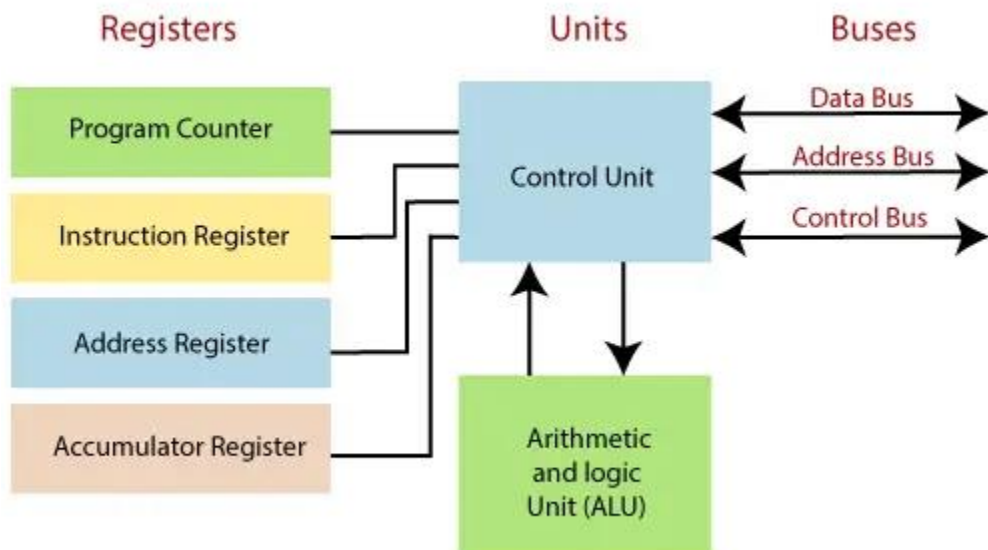 Registers
Units
Buses
Program Counter
Instruction Register
Address Register
Accumulator Register
Control Unit
Arithmetic
and logic
Unit (ALU)
Data Bus
Address Bus
Control Bus